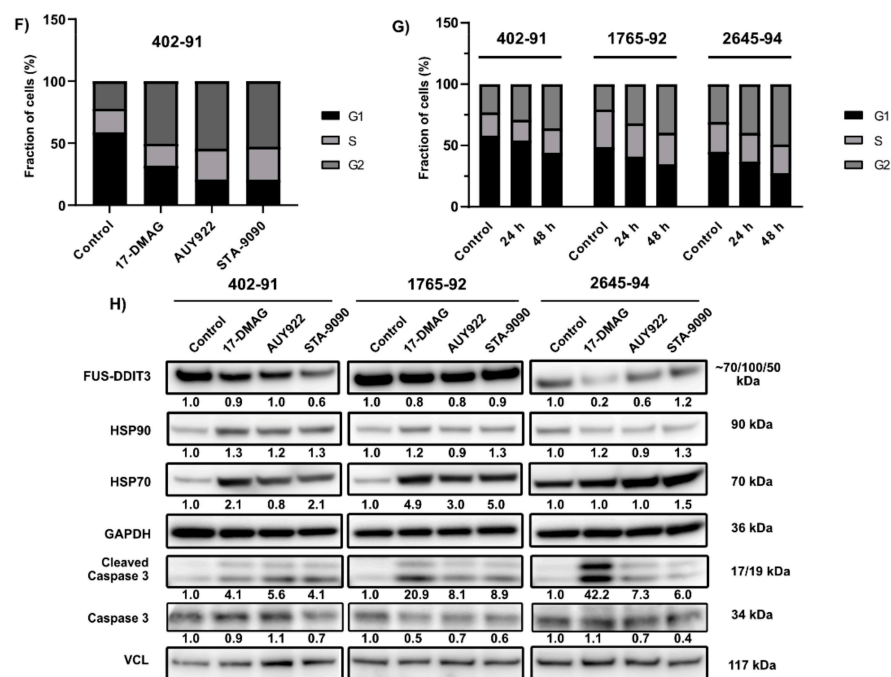 F)
402-91
Fraction of cells (%)
150
100
50
0
Control
17-DMAG
AUY922
STA-9090
G1
S
G2
G)
402-91 1765-92 2645-94
Fraction of cells (%)
150
100
50
0
Control 24 h 48 h Control 24 h 48 h Control 24 h 48 h
G1
S
G2
H)
402-91 1765-92 2645-94
Control 17-DMAG AUY922 STA-9090 Control 17-DMAG AUY922 STA-9090 Control 17-DMAG AUY922 STA-9090
FUS-DDIT3 ~70/100/50 kDa
1.0 0.9 1.0 0.6 1.0 0.8 0.8 0.9 1.0 0.2 0.6 1.2
HSP90 90 kDa
1.0 1.3 1.2 1.3 1.0 1.2 0.9 1.3 1.0 1.2 0.9 1.3
HSP70 70 kDa
1.0 2.1 0.8 2.1 1.0 4.9 3.0 5.0 1.0 1.0 1.0 1.5
GAPDH 36 kDa
Cleaved
Caspase 3 17/19 kDa
1.0 4.1 5.6 4.1 1.0 20.9 8.1 8.9 1.0 42.2 7.3 6.0
Caspase 3 34 kDa
1.0 0.9 1.1 0.7 1.0 0.5 0.7 0.6 1.0 1.1 0.7 0.4
VCL 117 kDa